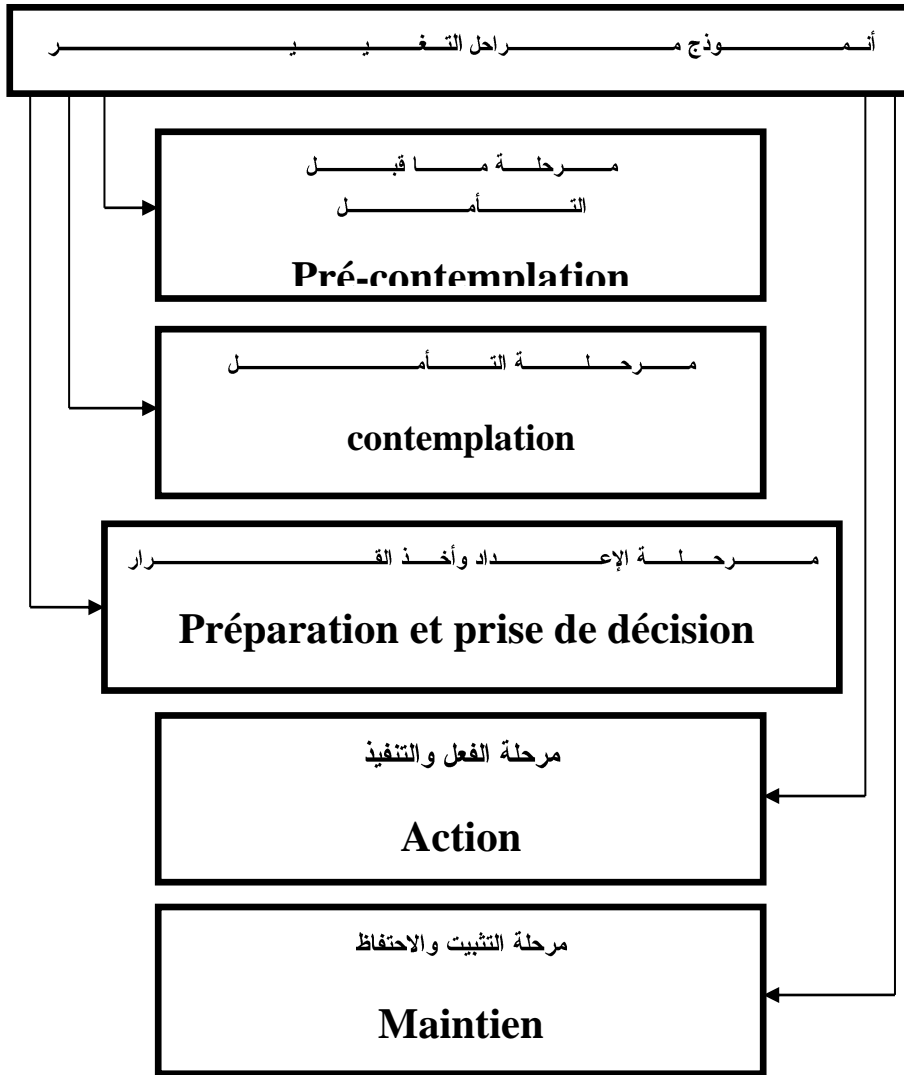 أنموذج مراحل التغيير
مرحلة ما قبل
التأمل
Pré-contemplation
مرحلة التأمل
contemplation
مرحلة الإعداد وأخذ القرار
Préparation et prise de décision
مرحلة الفعل والتنفيذ
Action
مرحلة التثبيت والاحتفاظ
Maintien